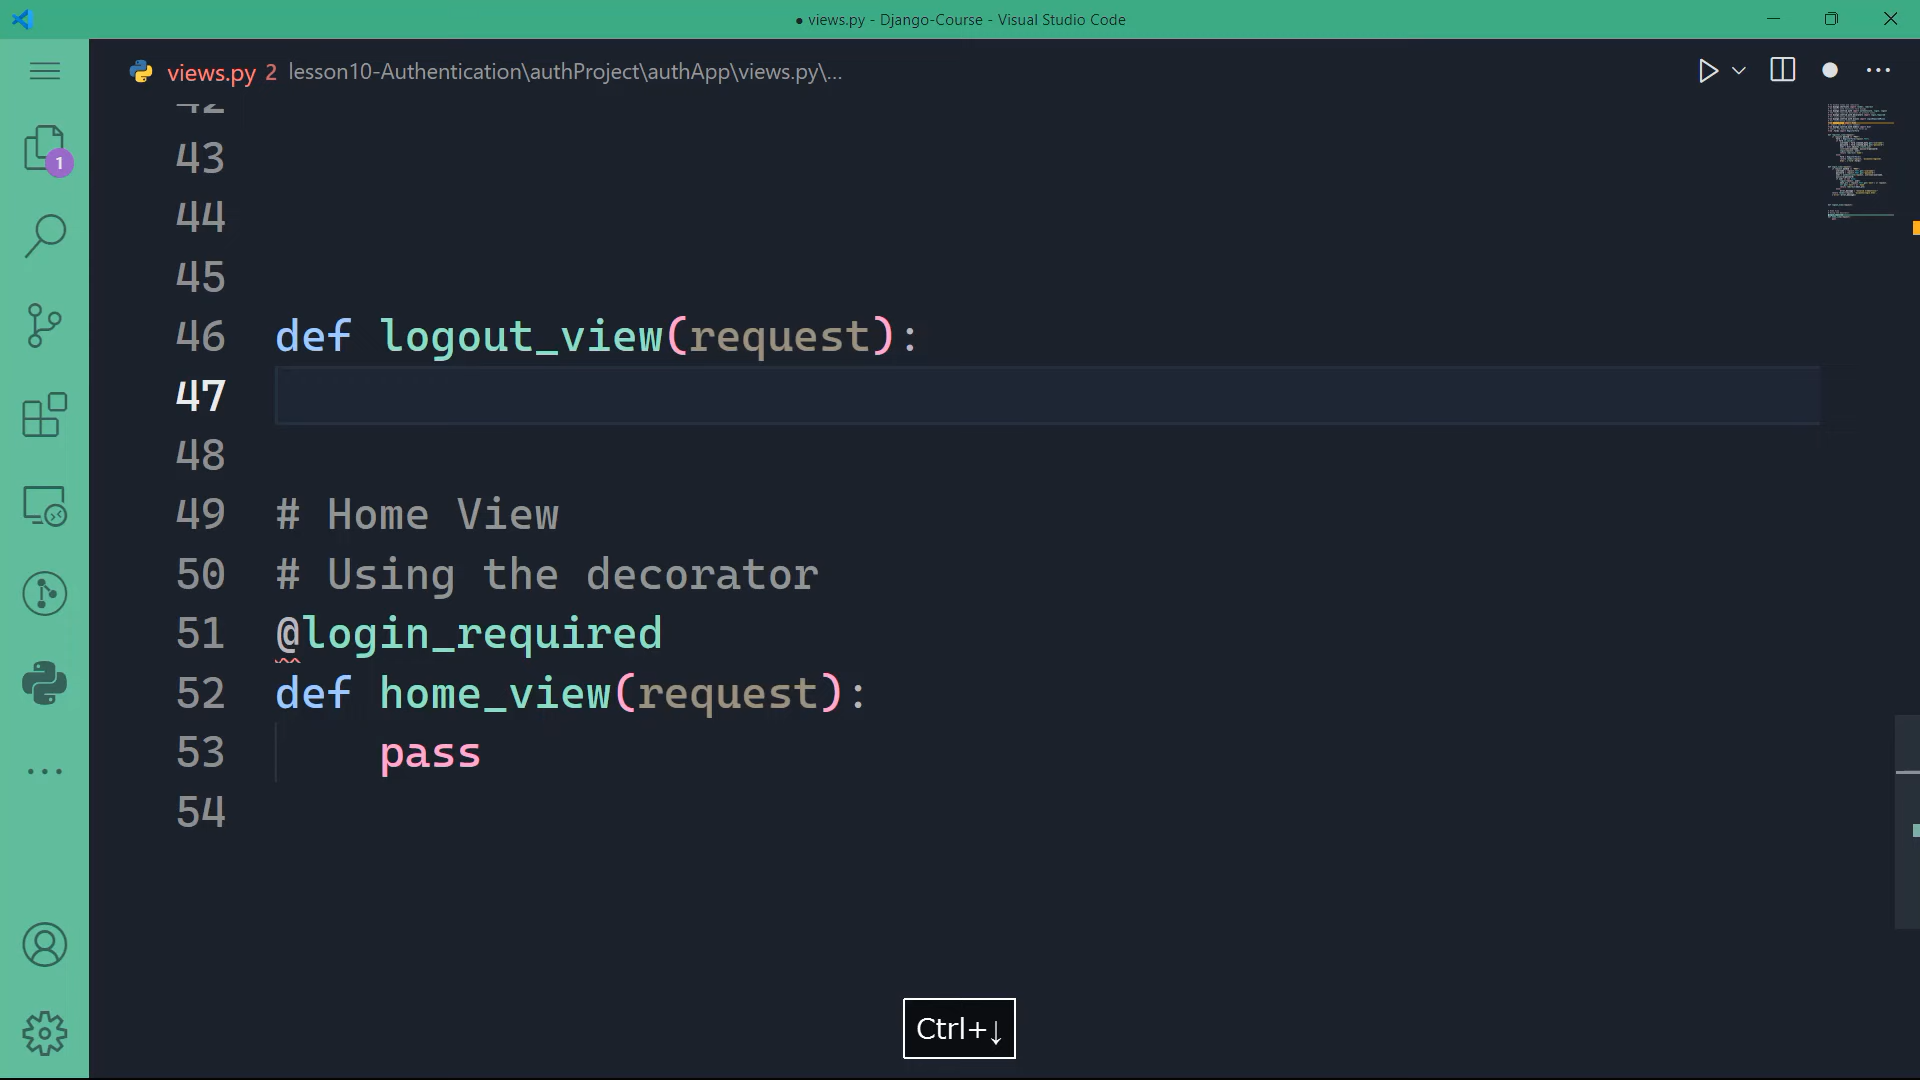 ● views.py - Django-Course - Visual Studio Code
views.py 2 lesson10-Authentication\authProject\authApp\views.py\...
1
42
43
44
45
46 def logout_view(request):
47
48
49 # Home View
50 # Using the decorator
51 @login_required
52 def home_view(request):
53 pass
54
Ctrl+↓